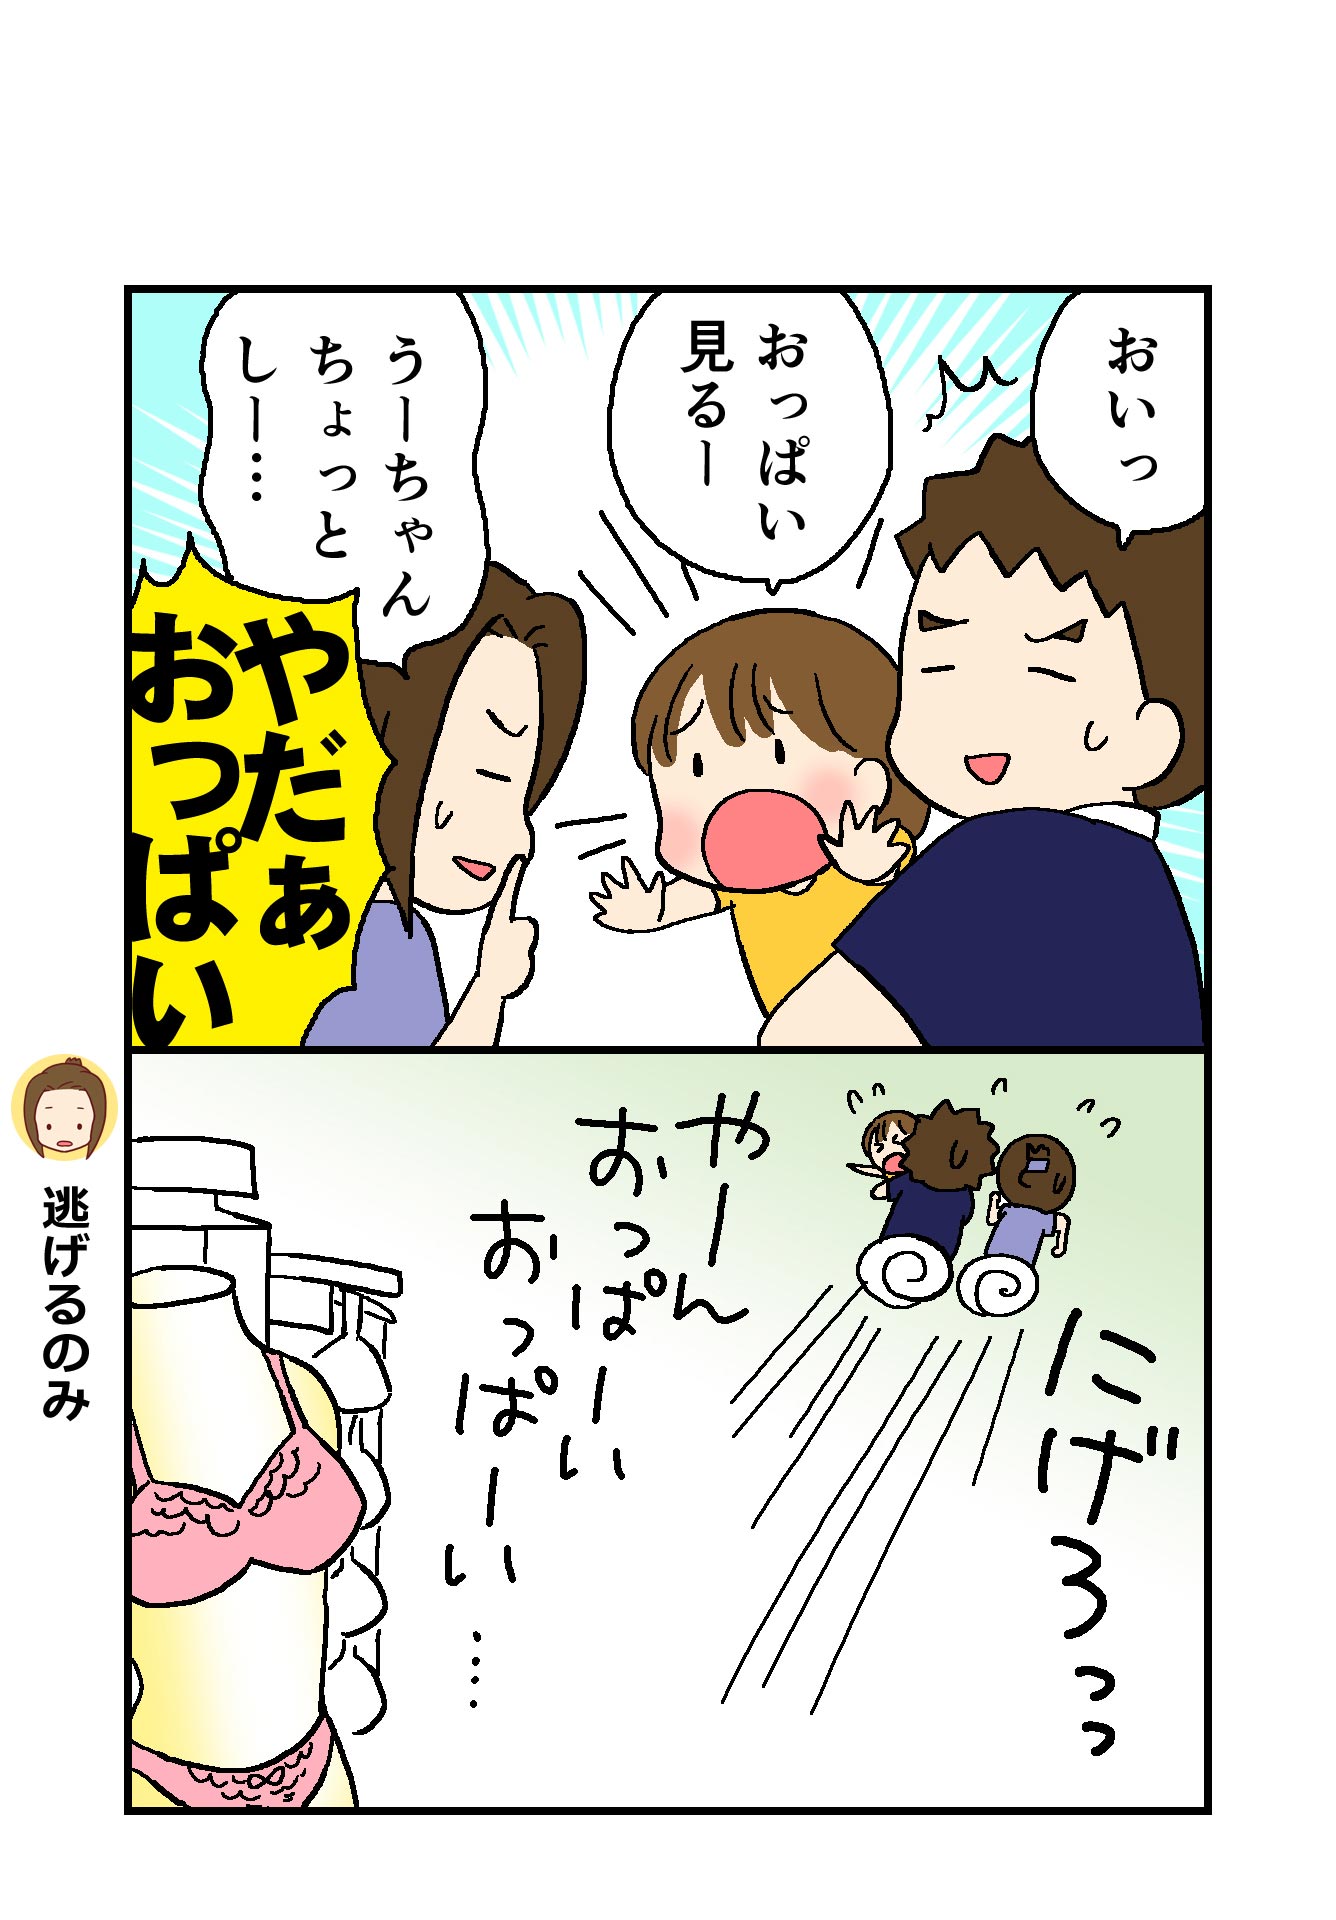 おいっ
おっぱい
見るー
うーちゃん
ちょっと
しー…
やだぁ
おっぱい
にげろっっ
やーん
おっぱーい
おっぱーい…
逃げるのみ